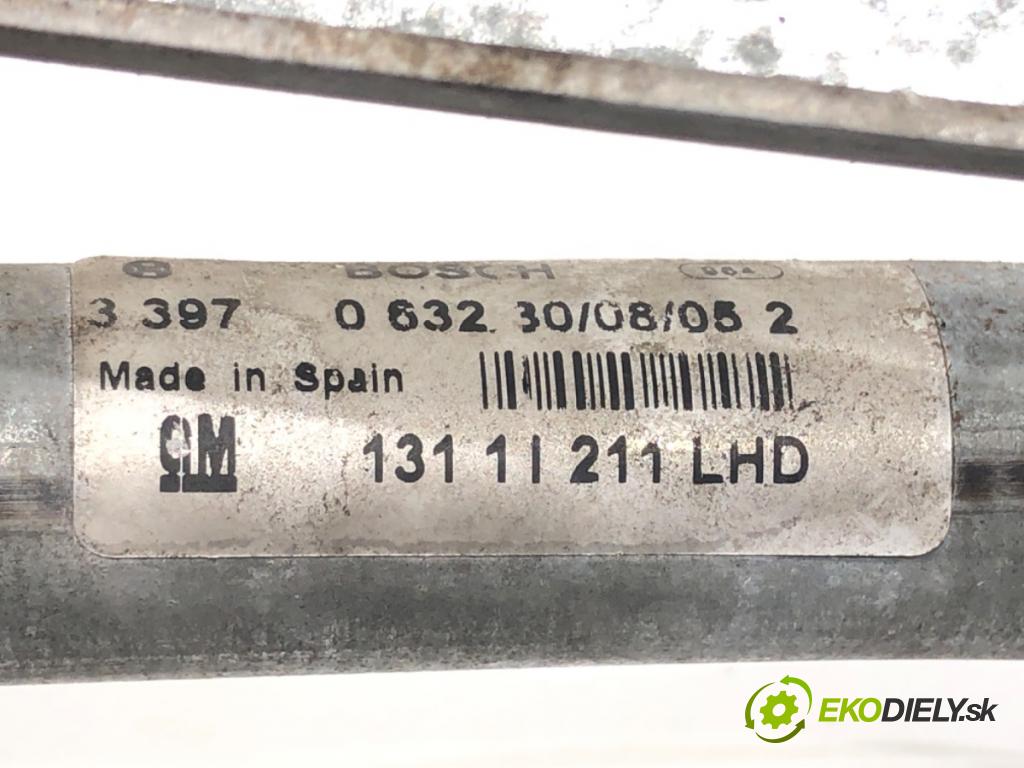 BOSCH
3 397 0 632 30/08/05 2
Made in Spain
GM 131 11 211 LHD
EKODIELY.sk